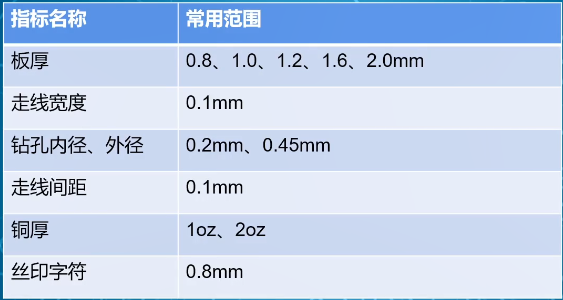 指标名称 常用范围
板厚 0.8、1.0、1.2、1.6、2.0mm
走线宽度 0.1mm
钻孔内径、外径 0.2mm、0.45mm
走线间距 0.1mm
铜厚 1oz、2oz
丝印字符 0.8mm